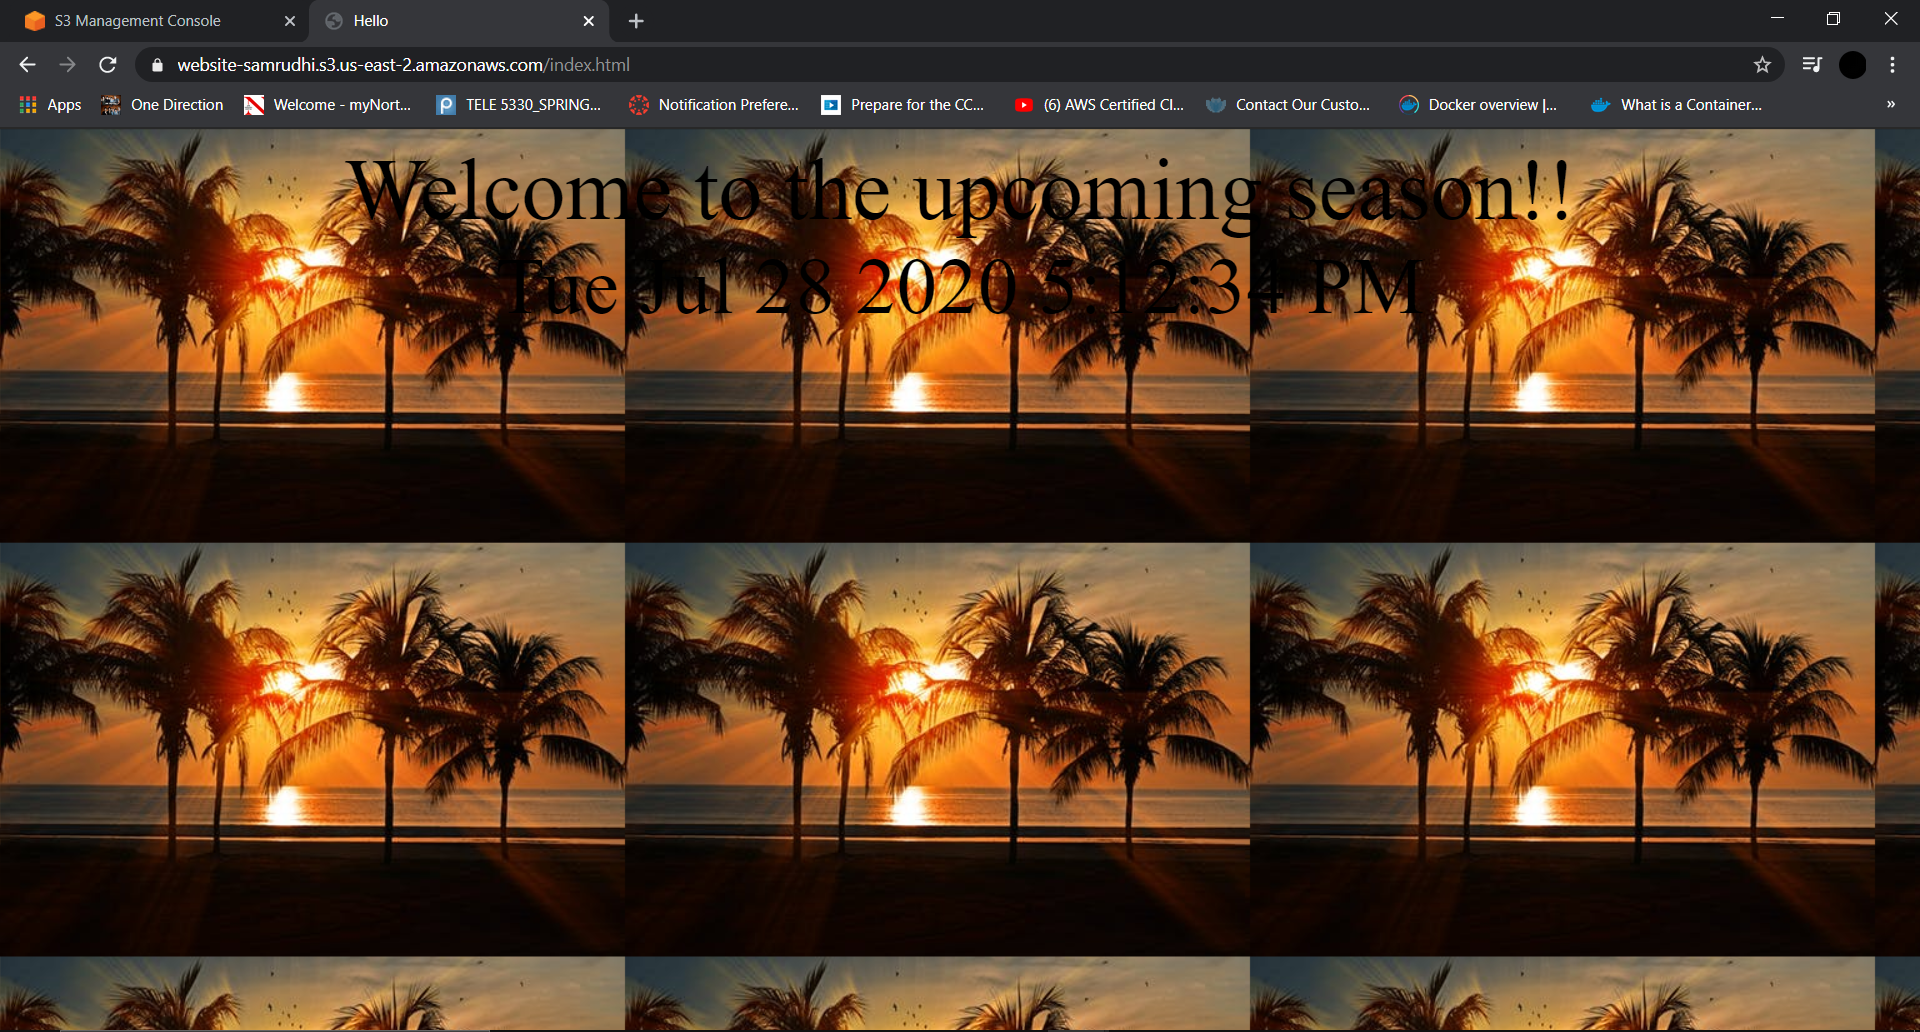 S3 Management Console
Hello
website-samrudhi.s3.us-east-2.amazonaws.com/index.html
Apps
One Direction
Welcome - myNort...
TELE 5330_SPRING...
Notification Prefere...
Prepare for the CC...
(6) AWS Certified Cl...
Contact Our Custo...
Docker overview |...
What is a Container...
»
Welcome to the upcoming season!!
Tue Jul 28 2020 5:12:34 PM